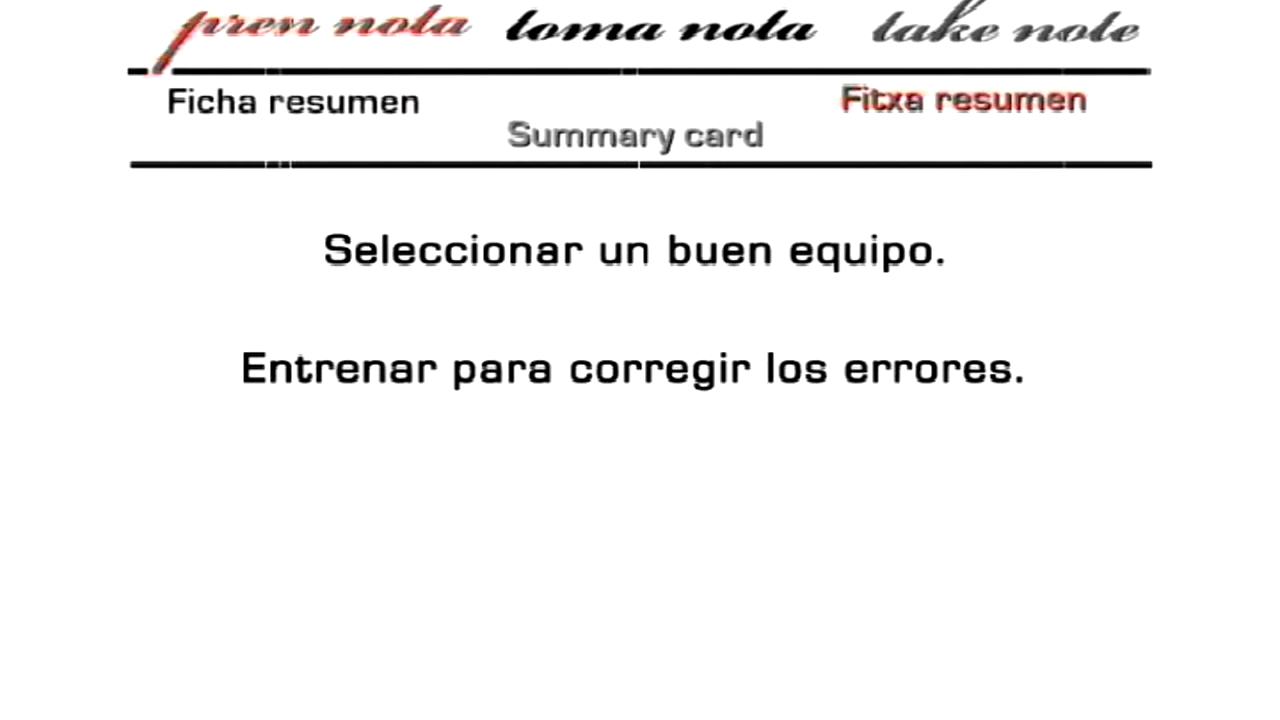 pren nota toma nota take note
Ficha resumen Fitxa resumen
Summary card
Seleccionar un buen equipo.
Entrenar para corregir los errores.